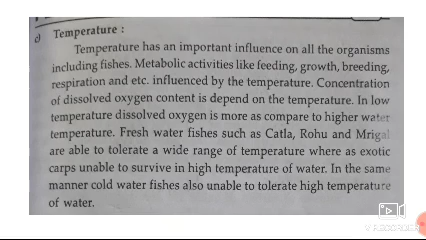 c) Temperature :
Temperature has an important influence on all the organisms
including fishes. Metabolic activities like feeding, growth, breeding,
respiration and etc. influenced by the temperature. Concentration
of dissolved oxygen content is depend on the temperature. In low
temperature dissolved oxygen is more as compare to higher water
temperature. Fresh water fishes such as Catla, Rohu and Mrigal
are able to tolerate a wide range of temperature where as exotic
carps unable to survive in high temperature of water. In the same
manner cold water fishes also unable to tolerate high temperature
of water.